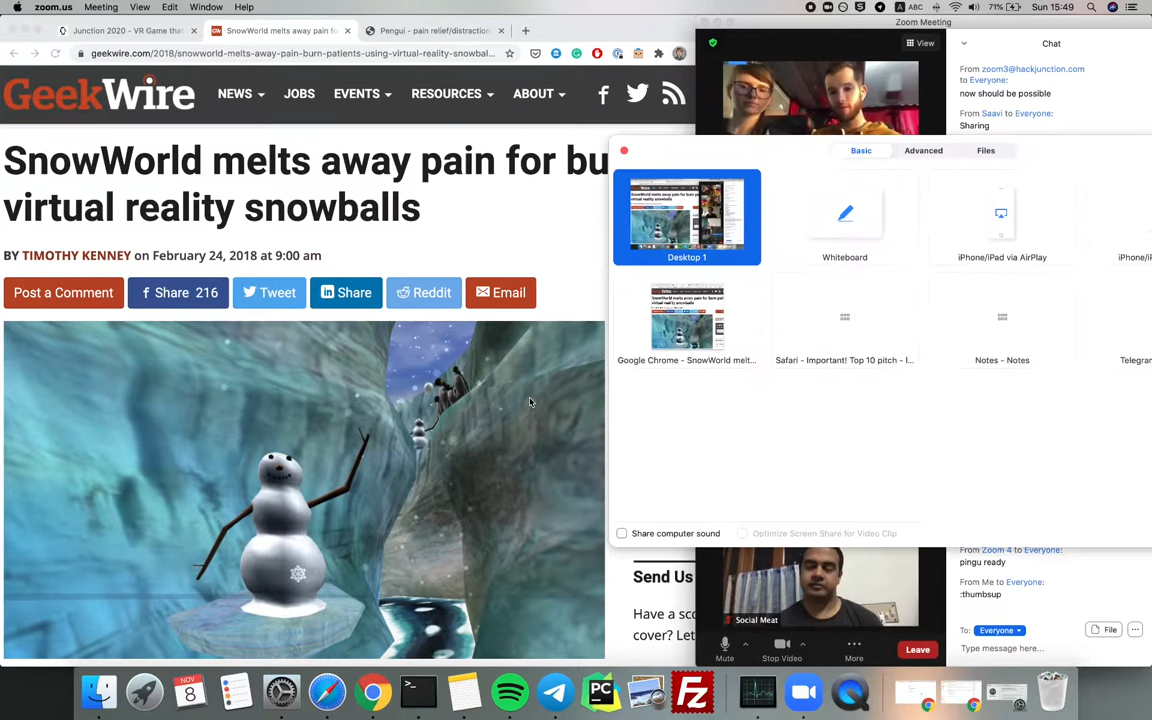 zoom.us Meeting View Edit Window Help
ABC 71% Sun 15:49
Junction 2020 - VR Game that
SnowWorld melts away pain fo
Pengui - pain relief/distraction
geekwire.com/2018/snowworld-melts-away-pain-burn-patients-using-virtual-reality-snowbal...
GeekWire
NEWS JOBS EVENTS RESOURCES ABOUT
SnowWorld melts away pain for bu
virtual reality snowballs
BY TIMOTHY KENNEY on February 24, 2018 at 9:00 am
Post a Comment Share 216 Tweet Share Reddit Email
Send Us
Have a sco
cover? Let
Zoom Meeting
View
Chat
From zoom3@hackjunction.com
to Everyone:
now should be possible
From Saavi to Everyone:
Sharing
Basic Advanced Files
Desktop 1
Whiteboard
iPhone/iPad via AirPlay
iPhone/iP
Google Chrome - SnowWorld melt...
Safari - Important! Top 10 pitch - I...
Notes - Notes
Telegran
Share computer sound
Optimize Screen Share for Video Clip
From Zoom 4 to Everyone:
pingu ready
From Me to Everyone:
:thumbsup
Social Meat
To: Everyone File
Type message here...
Mute Stop Video More Leave
NOV
8
PC
FZ